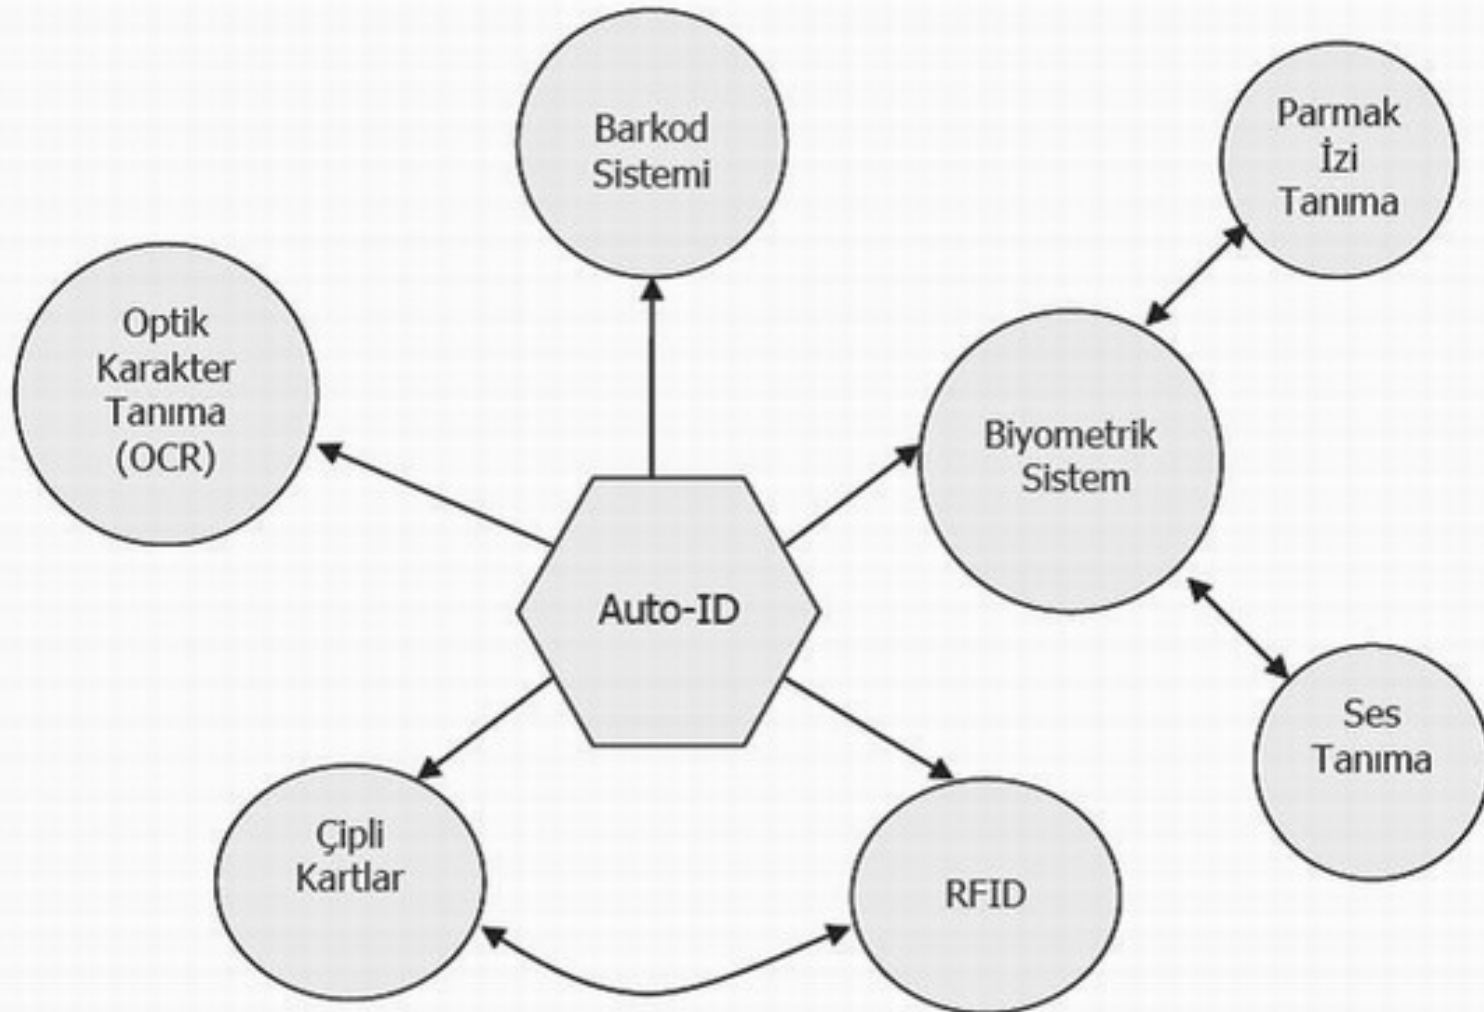 Barkod
Sistemi
Parmak
İzi
Tanıma
Optik
Karakter
Tanıma
(OCR)
Biyometrik
Sistem
Auto-ID
Ses
Tanıma
Çipli
Kartlar
RFID